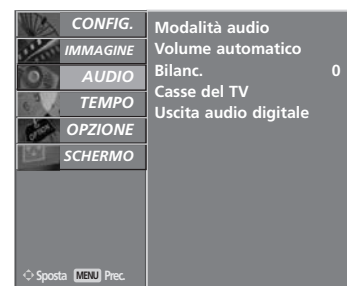 CONFIG.
IMMAGINE
AUDIO
TEMPO
OPZIONE
SCHERMO
Modalità audio
Volume automatico
Bilanc. 0
Casse del TV
Uscita audio digitale
Sposta MENU Prec.